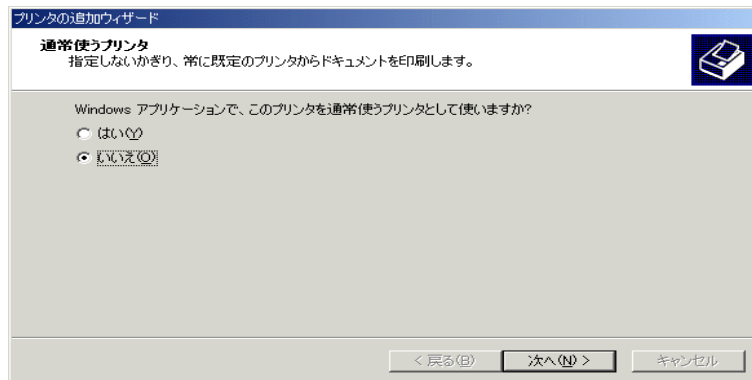 プリンタの追加ウィザード
通常使うプリンタ
指定しないかぎり、常に既定のプリンタからドキュメントを印刷します。
Windows アプリケーションで、このプリンタを通常使うプリンタとして使いますか?
はい(Y)
いいえ(O)
< 戻る(B) 次へ(N) > キャンセル